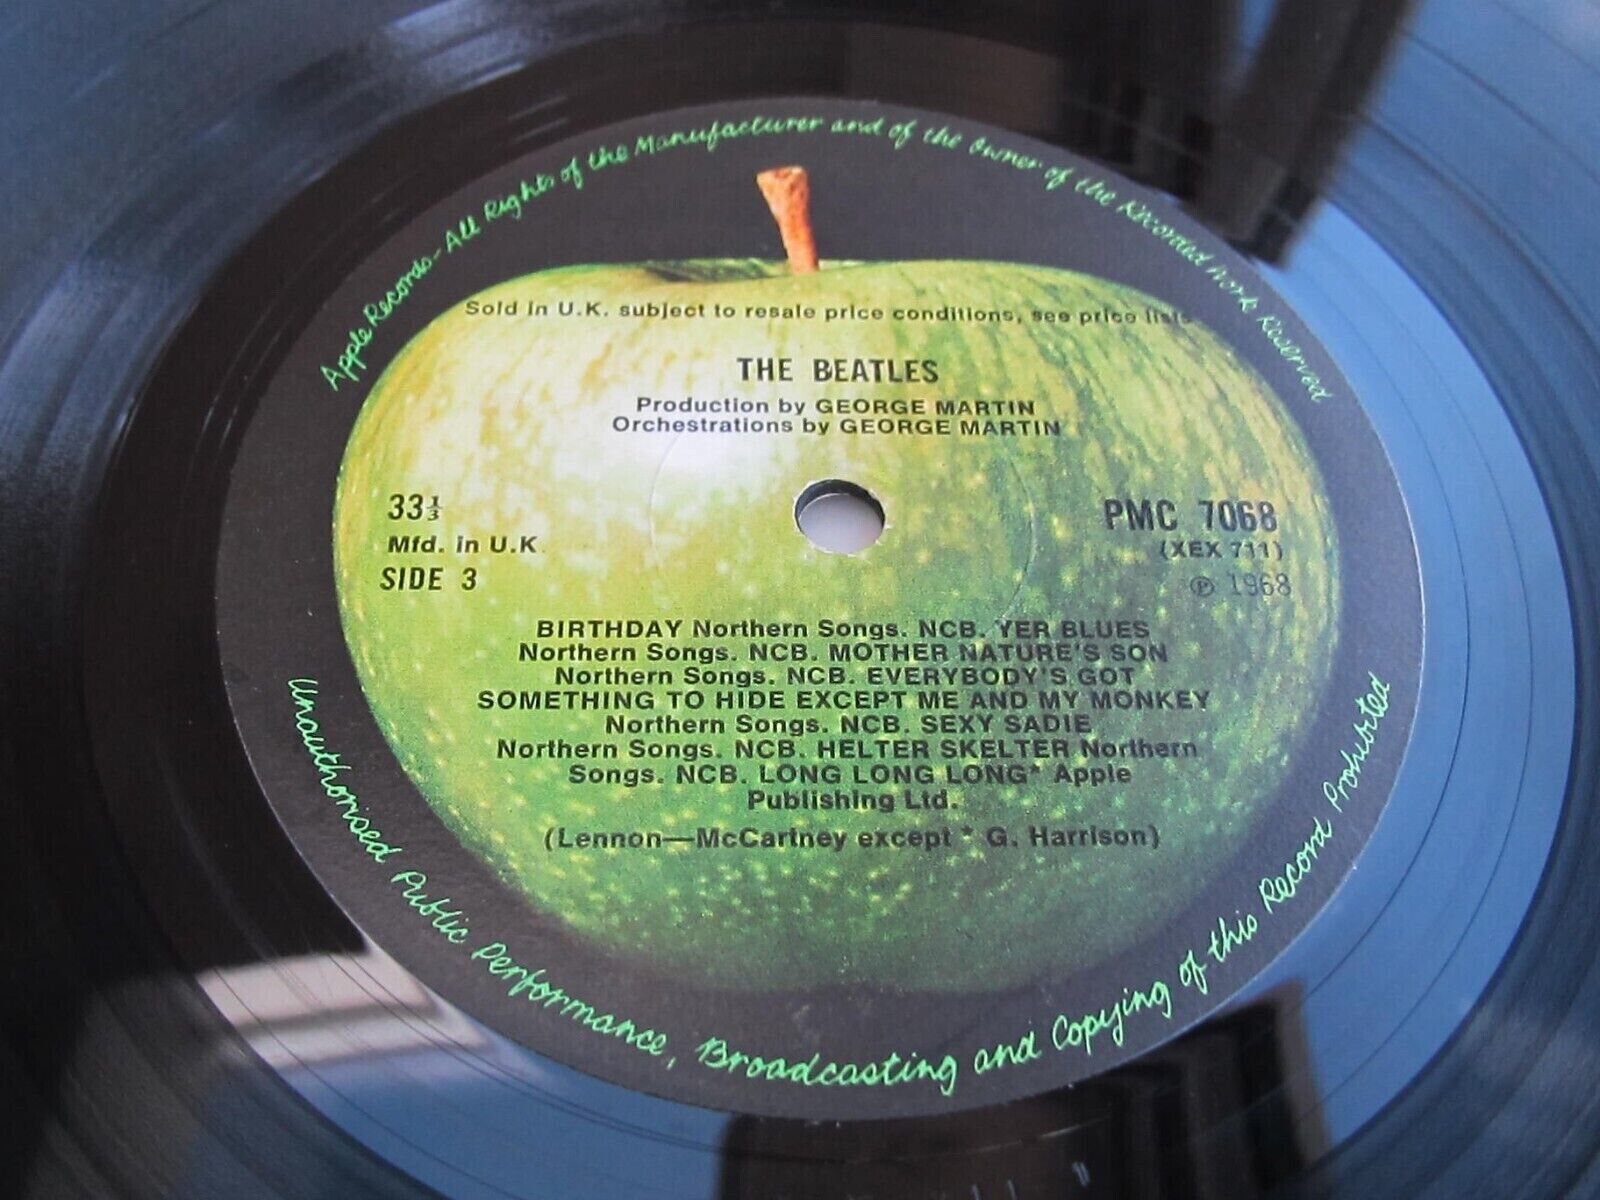 Apple Records - All Rights of the Manufacturer and of the Owner of the Recorded Work Reserved
Sold in U.K. subject to resale price conditions, see price lists
THE BEATLES
Production by GEORGE MARTIN
Orchestrations by GEORGE MARTIN
33⅓
Mfd. in U.K.
SIDE 3
PMC 7068
(XEX 711)
℗ 1968
BIRTHDAY Northern Songs. NCB. YER BLUES
Northern Songs. NCB. MOTHER NATURE'S SON
Northern Songs. NCB. EVERYBODY'S GOT
SOMETHING TO HIDE EXCEPT ME AND MY MONKEY
Northern Songs. NCB. SEXY SADIE
Northern Songs. NCB. HELTER SKELTER Northern
Songs. NCB. LONG LONG LONG* Apple
Publishing Ltd.
(Lennon—McCartney except * G. Harrison)
Unauthorised Public Performance, Broadcasting and Copying of this Record Prohibited